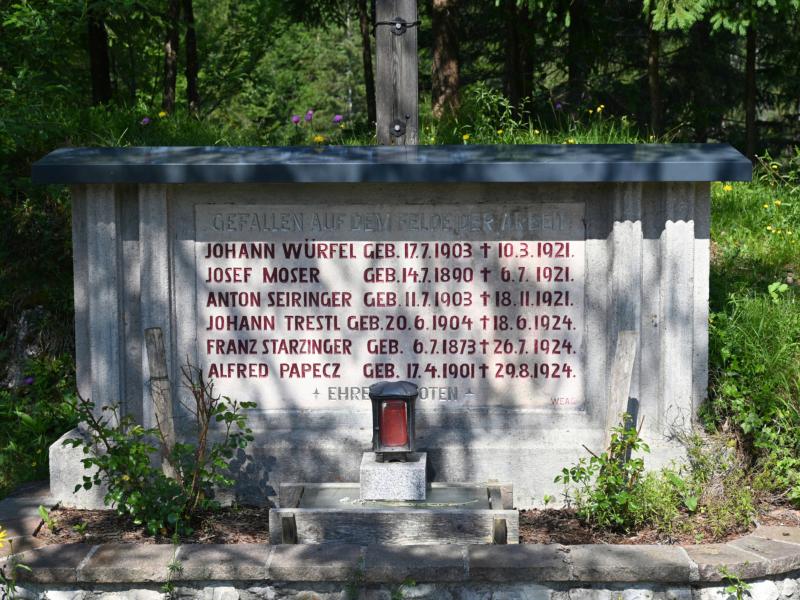 GEFALLEN AUF DEM FELDE DER ARBEIT
JOHANN WÜRFEL GEB. 17.7.1903 ✝ 10.3.1921.
JOSEF MOSER GEB. 14.7.1890 ✝ 6.7.1921.
ANTON SEIRINGER GEB. 11.7.1903 ✝ 18.11.1921.
JOHANN TRESTL GEB. 20.6.1904 ✝ 18.6.1924.
FRANZ STARZINGER GEB. 6.7.1873 ✝ 26.7.1924.
ALFRED PAPECZ GEB. 17.4.1901 ✝ 29.8.1924.
EHRE OTEN
WEAG